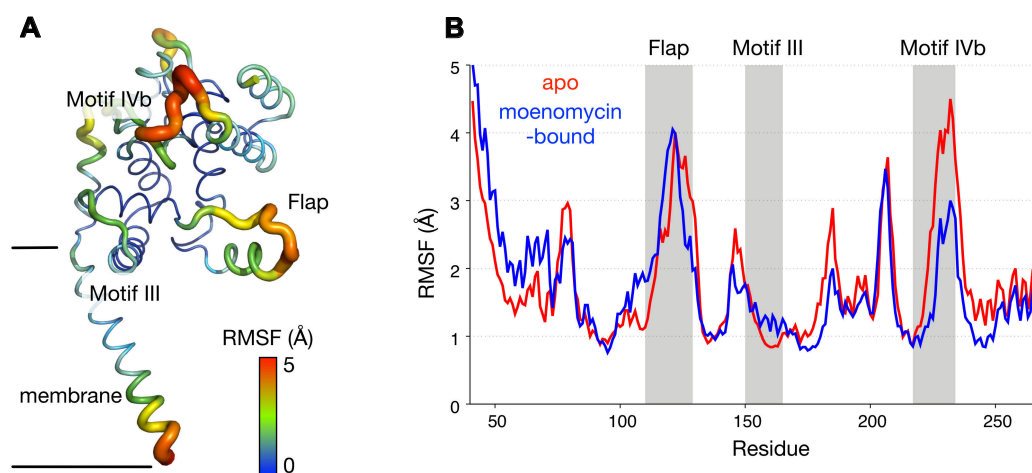 A
Motif IVb
Flap
Motif III
RMSF (Å)
5
0
membrane
B
Flap
Motif III
Motif IVb
apo
moenomycin
-bound
RMSF (Å)
5
4
3
2
1
0
50
100
150
200
250
Residue